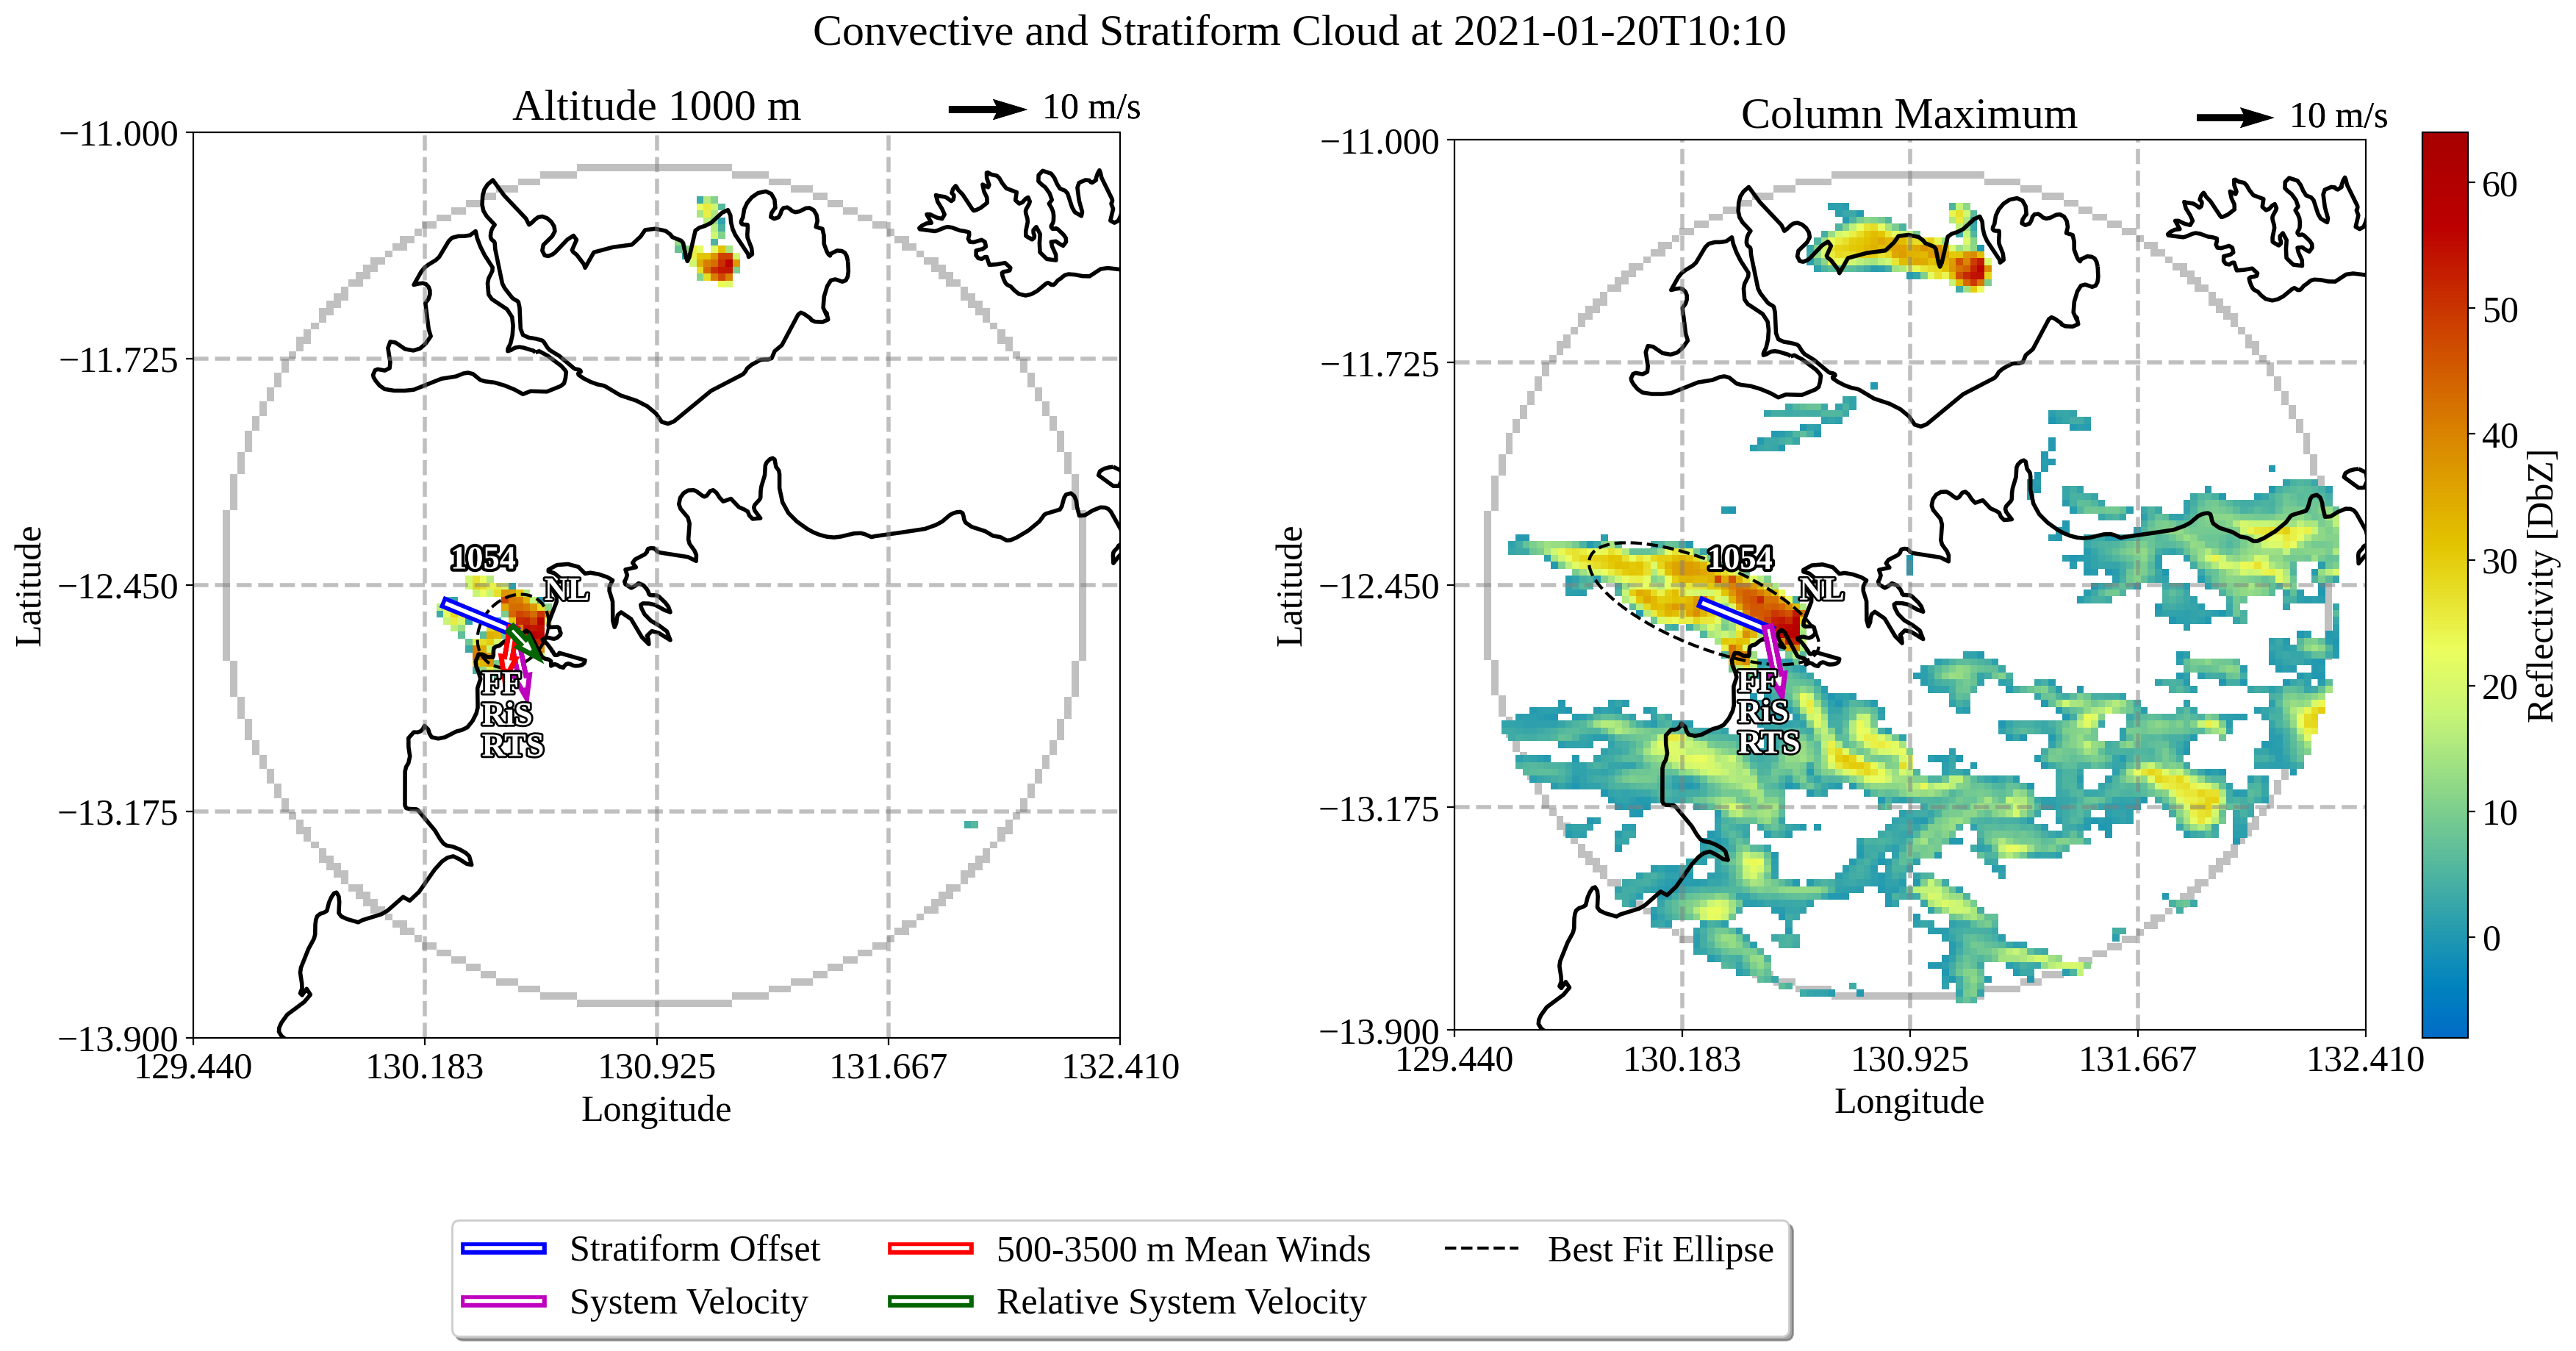 Convective and Stratiform Cloud at 2021-01-20T10:10
Altitude 1000 m
10 m/s
−11.000
−11.725
−12.450
−13.175
−13.900
129.440
130.183
130.925
131.667
132.410
Latitude
Longitude
1054
NL
FF
RiS
RTS
Column Maximum
10 m/s
−11.000
−11.725
−12.450
−13.175
−13.900
129.440
130.183
130.925
131.667
132.410
Latitude
Longitude
1054
NL
FF
RiS
RTS
60
50
40
30
20
10
0
Reflectivity [DbZ]
Stratiform Offset
System Velocity
500-3500 m Mean Winds
Relative System Velocity
Best Fit Ellipse